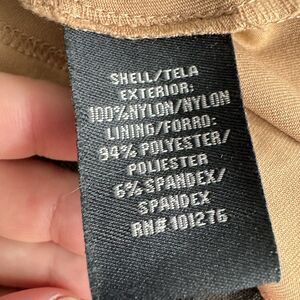 SHELL/TELA
EXTERIOR:
100%NYLON/NYLON
LINING/FORRO:
94% POLYESTER/
POLIESTER
6% SPANDEX/
SPANDEX
RN# 101276